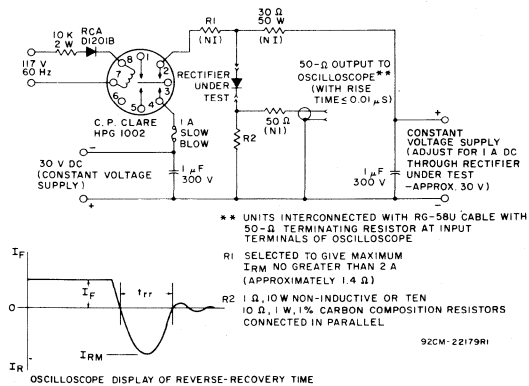 10 K
2 W
RCA
D1201B
117 V
60 Hz
8
1
2
7
3
6
5
4
C. P. CLARE
HPG 1002
1 A
SLOW
BLOW
30 V DC
(CONSTANT VOLTAGE
SUPPLY)
1 μF
300 V
R1
(NI)
30 Ω
50 W
(NI)
RECTIFIER
UNDER
TEST
50-Ω OUTPUT TO
OSCILLOSCOPE**
(WITH RISE
TIME≤0.01 μS)
50 Ω
(NI)
R2
1 μF
300 V
CONSTANT
VOLTAGE SUPPLY
(ADJUST FOR 1 A DC
THROUGH RECTIFIER
UNDER TEST
-APPROX. 30 V)
** UNITS INTERCONNECTED WITH RG-58U CABLE WITH
50-Ω TERMINATING RESISTOR AT INPUT
TERMINALS OF OSCILLOSCOPE
R1 SELECTED TO GIVE MAXIMUM
IRM NO GREATER THAN 2 A
(APPROXIMATELY 1.4 Ω)
R2 1 Ω, 10 W NON-INDUCTIVE OR TEN
10 Ω, 1 W, 1% CARBON COMPOSITION RESISTORS
CONNECTED IN PARALLEL
92CM-22179R1
IF
IF
trr
0
IRM
IR
OSCILLOSCOPE DISPLAY OF REVERSE-RECOVERY TIME